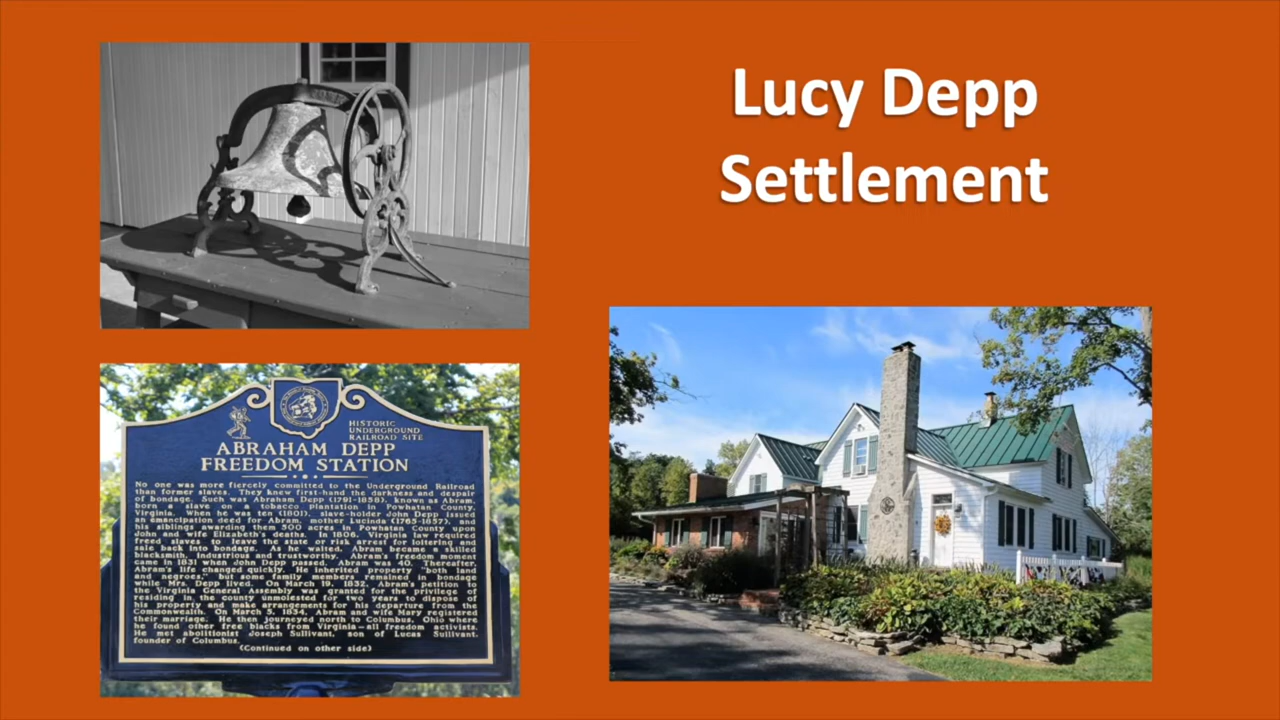 Lucy Depp
Settlement
HISTORIC
UNDERGROUND
RAILROAD SITE
ABRAHAM DEPP
FREEDOM STATION
No one was more fiercely committed to the Underground Railroad
than former slaves. They knew first-hand the darkness and despair
of bondage. Such was Abraham Depp (1791-1858), known as Abram,
born a slave on a tobacco plantation in Powhatan County,
Virginia. When he was ten (1801), slave-holder John Depp issued
an emancipation deed for Abram, mother Lucinda (1765-1857), and
his siblings awarding them 500 acres in Powhatan County upon
John and wife Elizabeth's deaths. In 1806, Virginia law required
freed slaves to leave the state or risk arrest for loitering and
sale back into bondage. As he waited, Abram became a skilled
blacksmith, industrious and trustworthy. Abram's freedom moment
came in 1831 when John Depp passed. Abram was 40. Thereafter,
Abram's life changed quickly. He inherited property "both land
and negroes," but some family members remained in bondage
while Mrs. Depp lived. On March 19, 1832, Abram's petition to
the Virginia General Assembly was granted for the privilege of
residing in the county unmolested for two years to dispose of
his property and make arrangements for his departure from the
Commonwealth. On March 5, 1834, Abram and wife Mary registered
their marriage. He then journeyed north to Columbus, Ohio where
he found other free blacks from Virginia—all freedom activists.
He met abolitionist Joseph Sullivant, son of Lucas Sullivant,
founder of Columbus.
(Continued on other side)